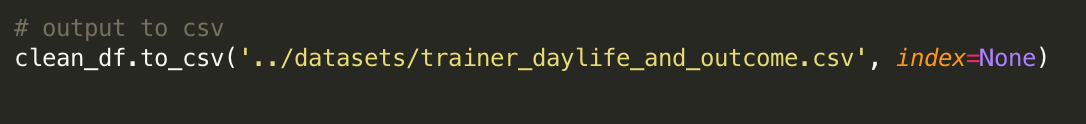 # output to csv
clean_df.to_csv('../datasets/trainer_daylife_and_outcome.csv', index=None)